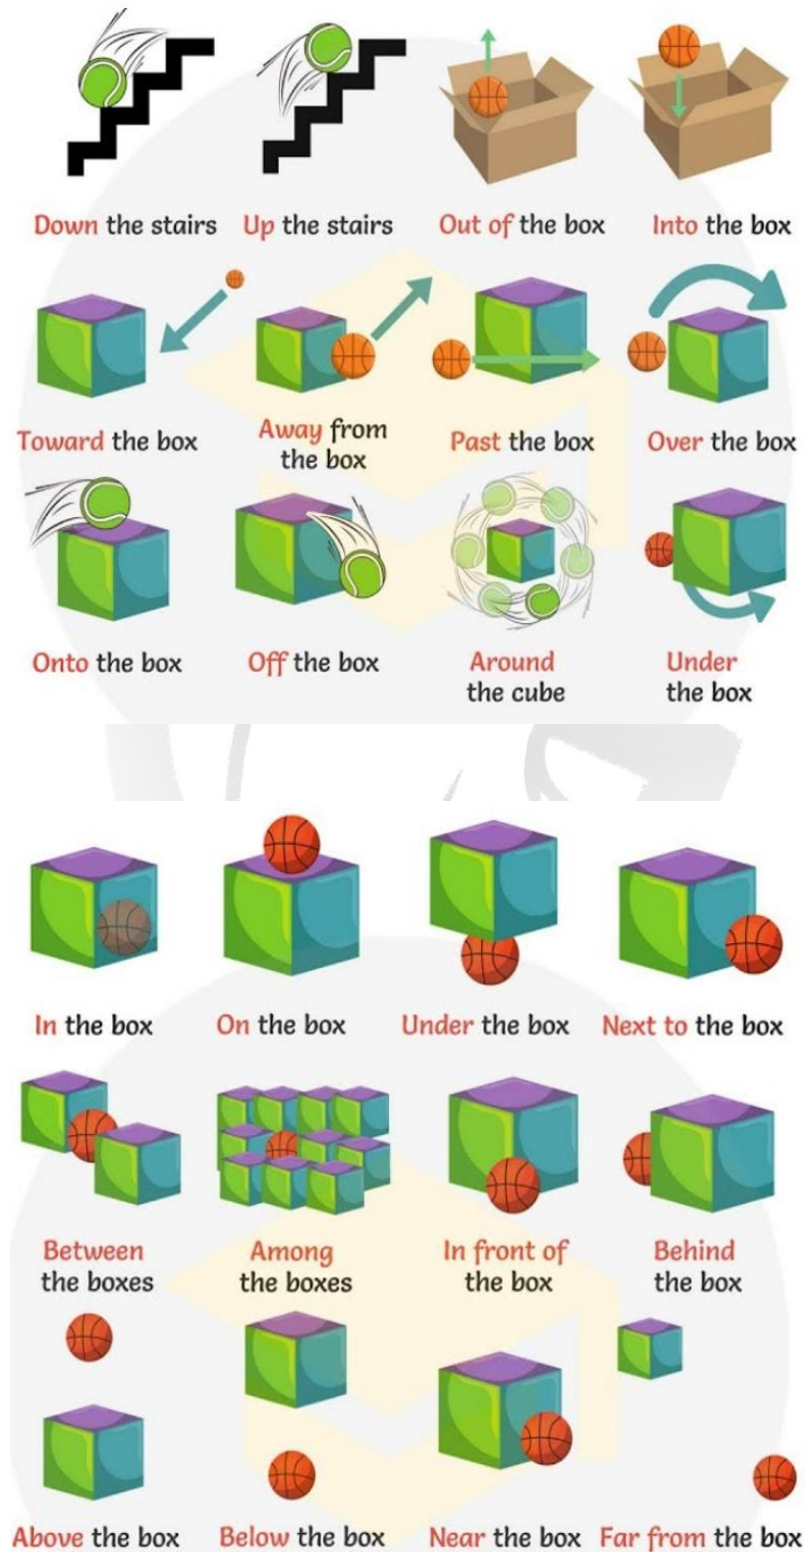 Down the stairs
Up the stairs
Out of the box
Into the box
Toward the box
Away from
the box
Past the box
Over the box
Onto the box
Off the box
Around
the cube
Under
the box
In the box
On the box
Under the box
Next to the box
Between
the boxes
Among
the boxes
In front of
the box
Behind
the box
Above the box
Below the box
Near the box
Far from the box